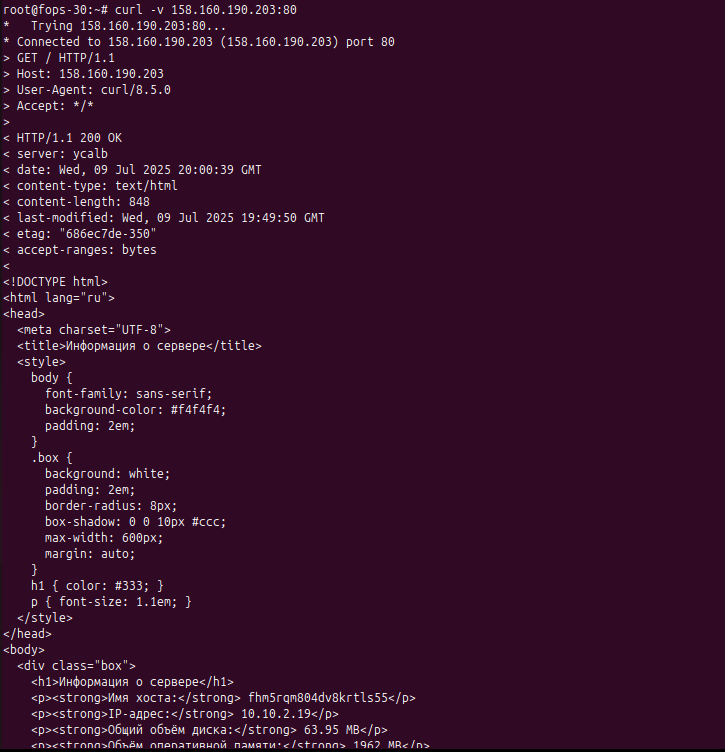 root@fops-30:~# curl -v 158.160.190.203:80
*   Trying 158.160.190.203:80...
* Connected to 158.160.190.203 (158.160.190.203) port 80
> GET / HTTP/1.1
> Host: 158.160.190.203
> User-Agent: curl/8.5.0
> Accept: */*
>
< HTTP/1.1 200 OK
< server: ycalb
< date: Wed, 09 Jul 2025 20:00:39 GMT
< content-type: text/html
< content-length: 848
< last-modified: Wed, 09 Jul 2025 19:49:50 GMT
< etag: "686ec7de-350"
< accept-ranges: bytes
<
<!DOCTYPE html>
<html lang="ru">
<head>
  <meta charset="UTF-8">
  <title>Информация о сервере</title>
  <style>
    body {
      font-family: sans-serif;
      background-color: #f4f4f4;
      padding: 2em;
    }
    .box {
      background: white;
      padding: 2em;
      border-radius: 8px;
      box-shadow: 0 0 10px #ccc;
      max-width: 600px;
      margin: auto;
    }
    h1 { color: #333; }
    p { font-size: 1.1em; }
  </style>
</head>
<body>
  <div class="box">
    <h1>Информация о сервере</h1>
    <p><strong>Имя хоста:</strong> fhm5rqm804dv8krtls55</p>
    <p><strong>IP-адрес:</strong> 10.10.2.19</p>
    <p><strong>Общий объём диска:</strong> 63.95 MB</p>
    <p><strong>Объём оперативной памяти:</strong> 1962 MB</p>